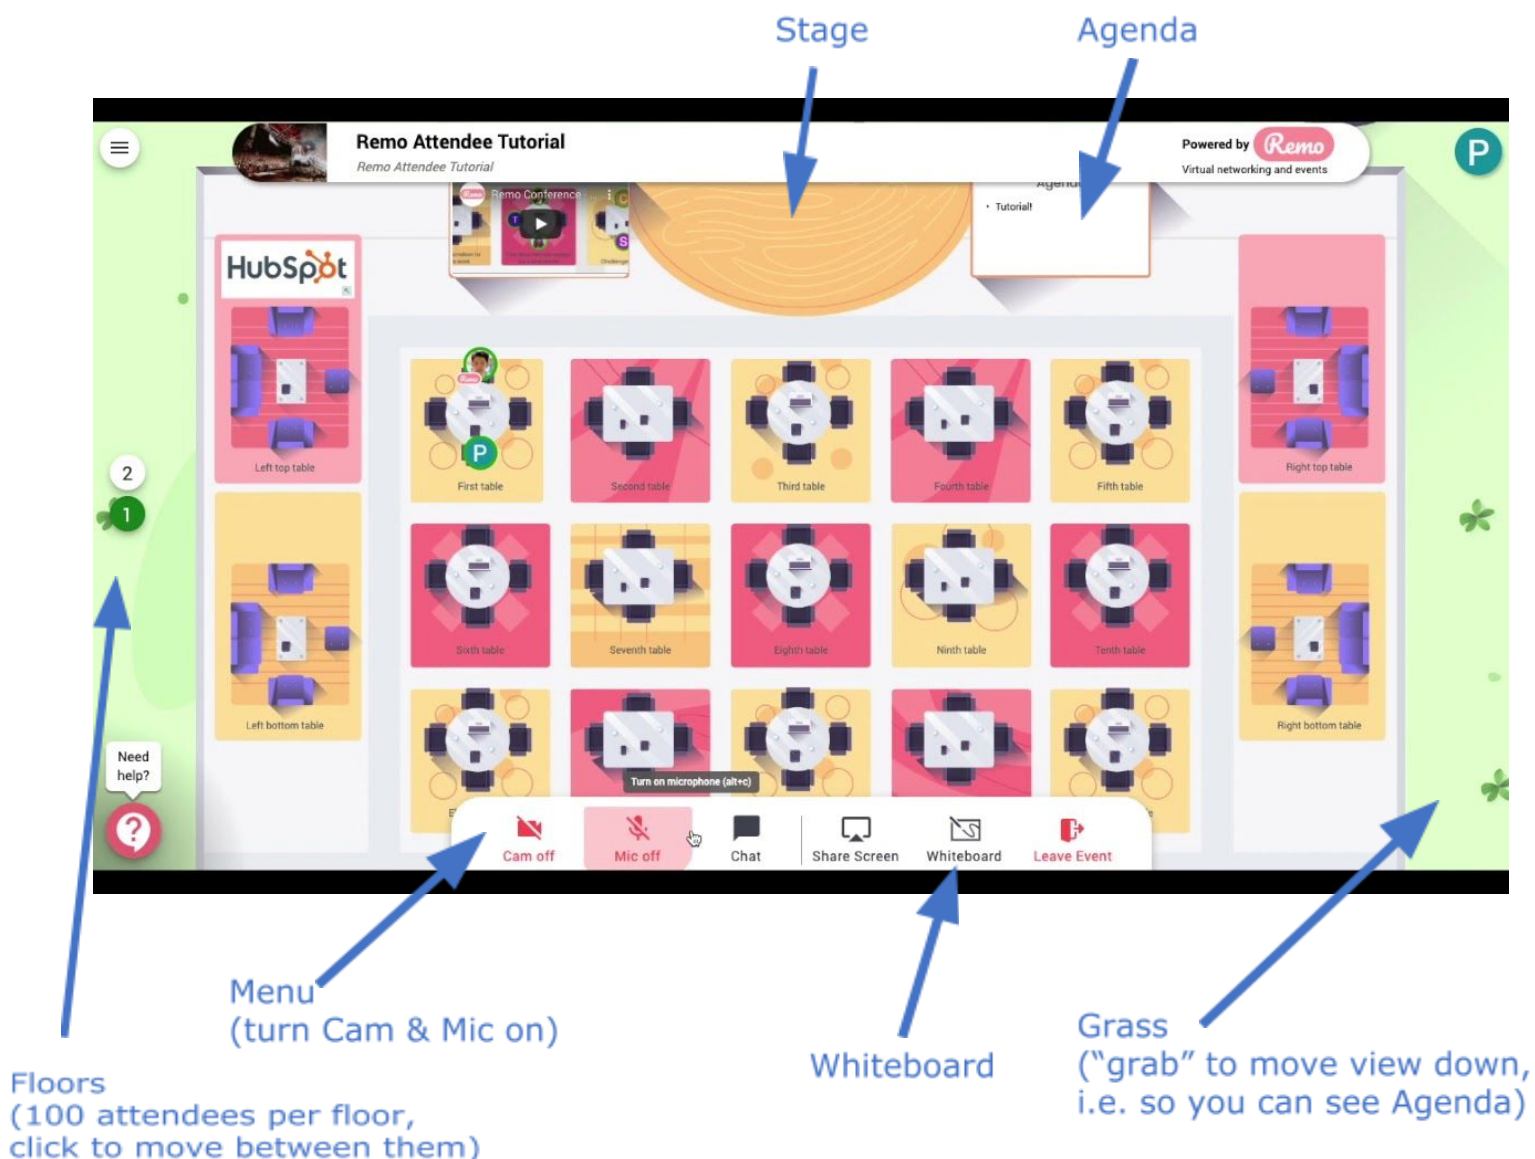 Stage
Agenda
Remo Attendee Tutorial
Remo Attendee Tutorial
Powered by Remo
Virtual networking and events
P
Remo Conference
Agenda
• Tutorial!
HubSpot
Left top table
Right top table
2
1
P
First table
Second table
Third table
Fourth table
Fifth table
Sixth table
Seventh table
Eighth table
Ninth table
Tenth table
Left bottom table
Right bottom table
Need
help?
Turn on microphone (alt+c)
Cam off
Mic off
Chat
Share Screen
Whiteboard
Leave Event
Menu
(turn Cam & Mic on)
Whiteboard
Grass
(“grab” to move view down,
i.e. so you can see Agenda)
Floors
(100 attendees per floor,
click to move between them)